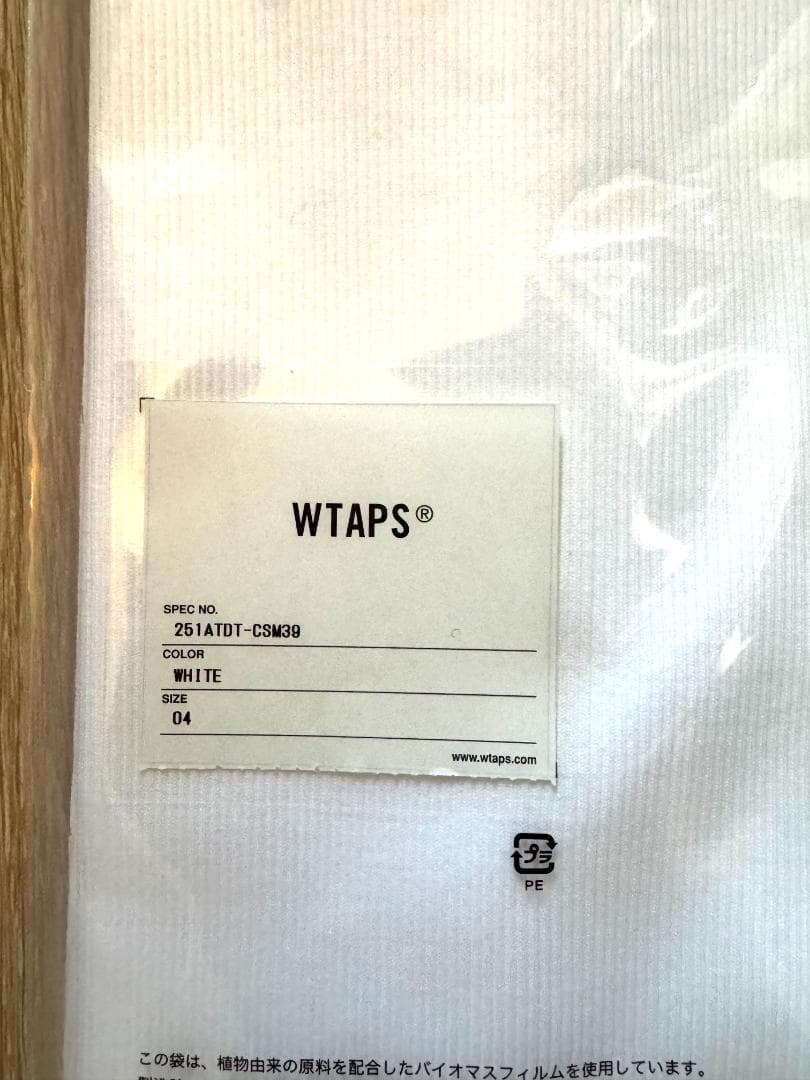 WTAPS®
SPEC NO.
251ATDT-CSM39
COLOR
WHITE
SIZE
04
www.wtaps.com
プラ
PE
この袋は、植物由来の原料を配合したバイオマスフィルムを使用しています。